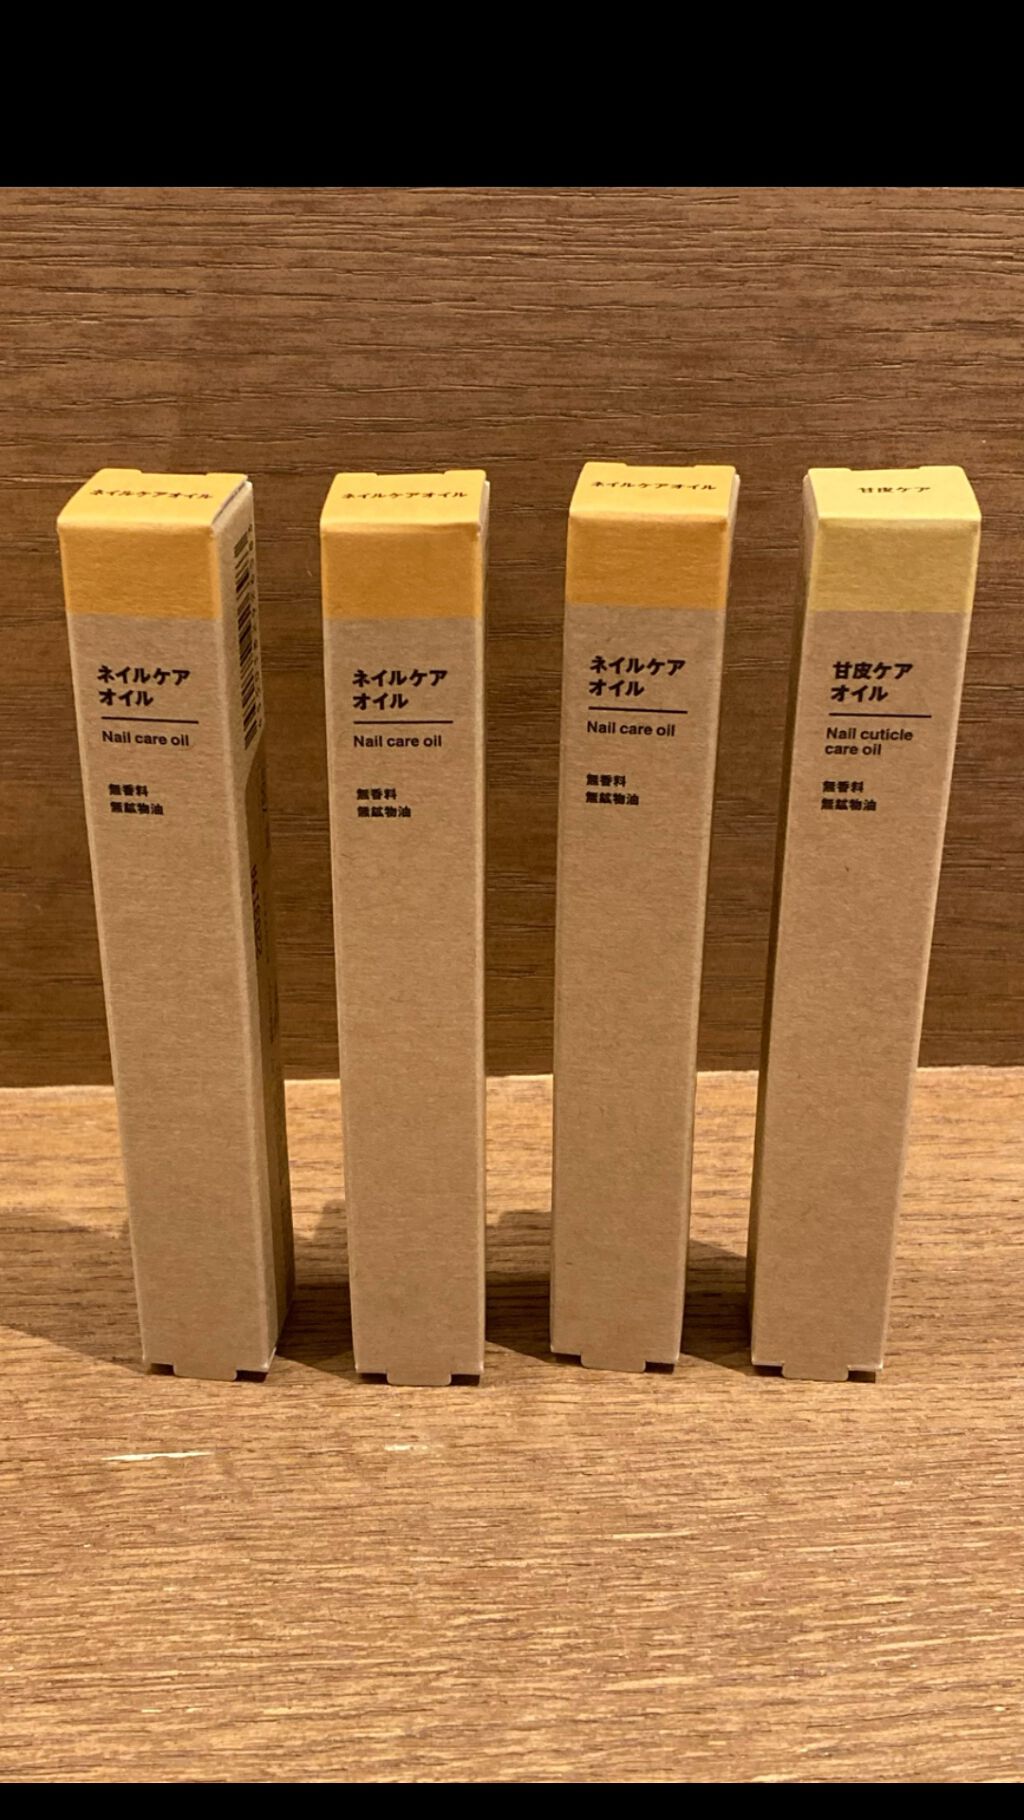 ネイルケアオイル
ネイルケア
オイル
Nail care oil
無香料
無鉱物油
ネイルケアオイル
ネイルケア
オイル
Nail care oil
無香料
無鉱物油
ネイルケアオイル
ネイルケア
オイル
Nail care oil
無香料
無鉱物油
甘皮ケア
甘皮ケア
オイル
Nail cuticle
care oil
無香料
無鉱物油